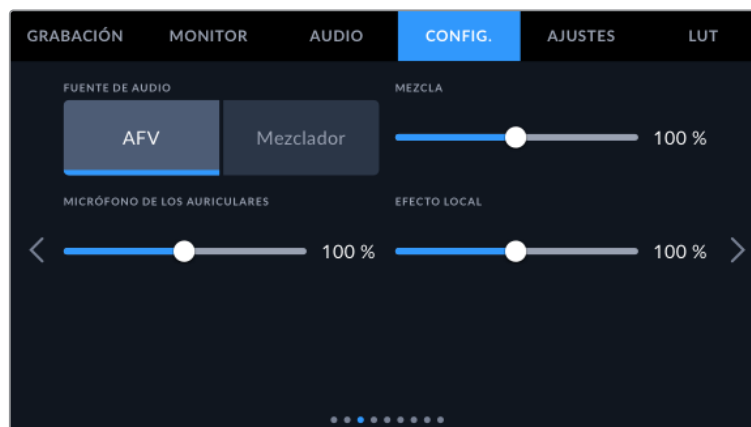 GRABACIÓN MONITOR AUDIO CONFIG. AJUSTES LUT
FUENTE DE AUDIO MEZCLA
AFV Mezclador 100 %
MICRÓFONO DE LOS AURICULARES EFECTO LOCAL
100 % 100 %